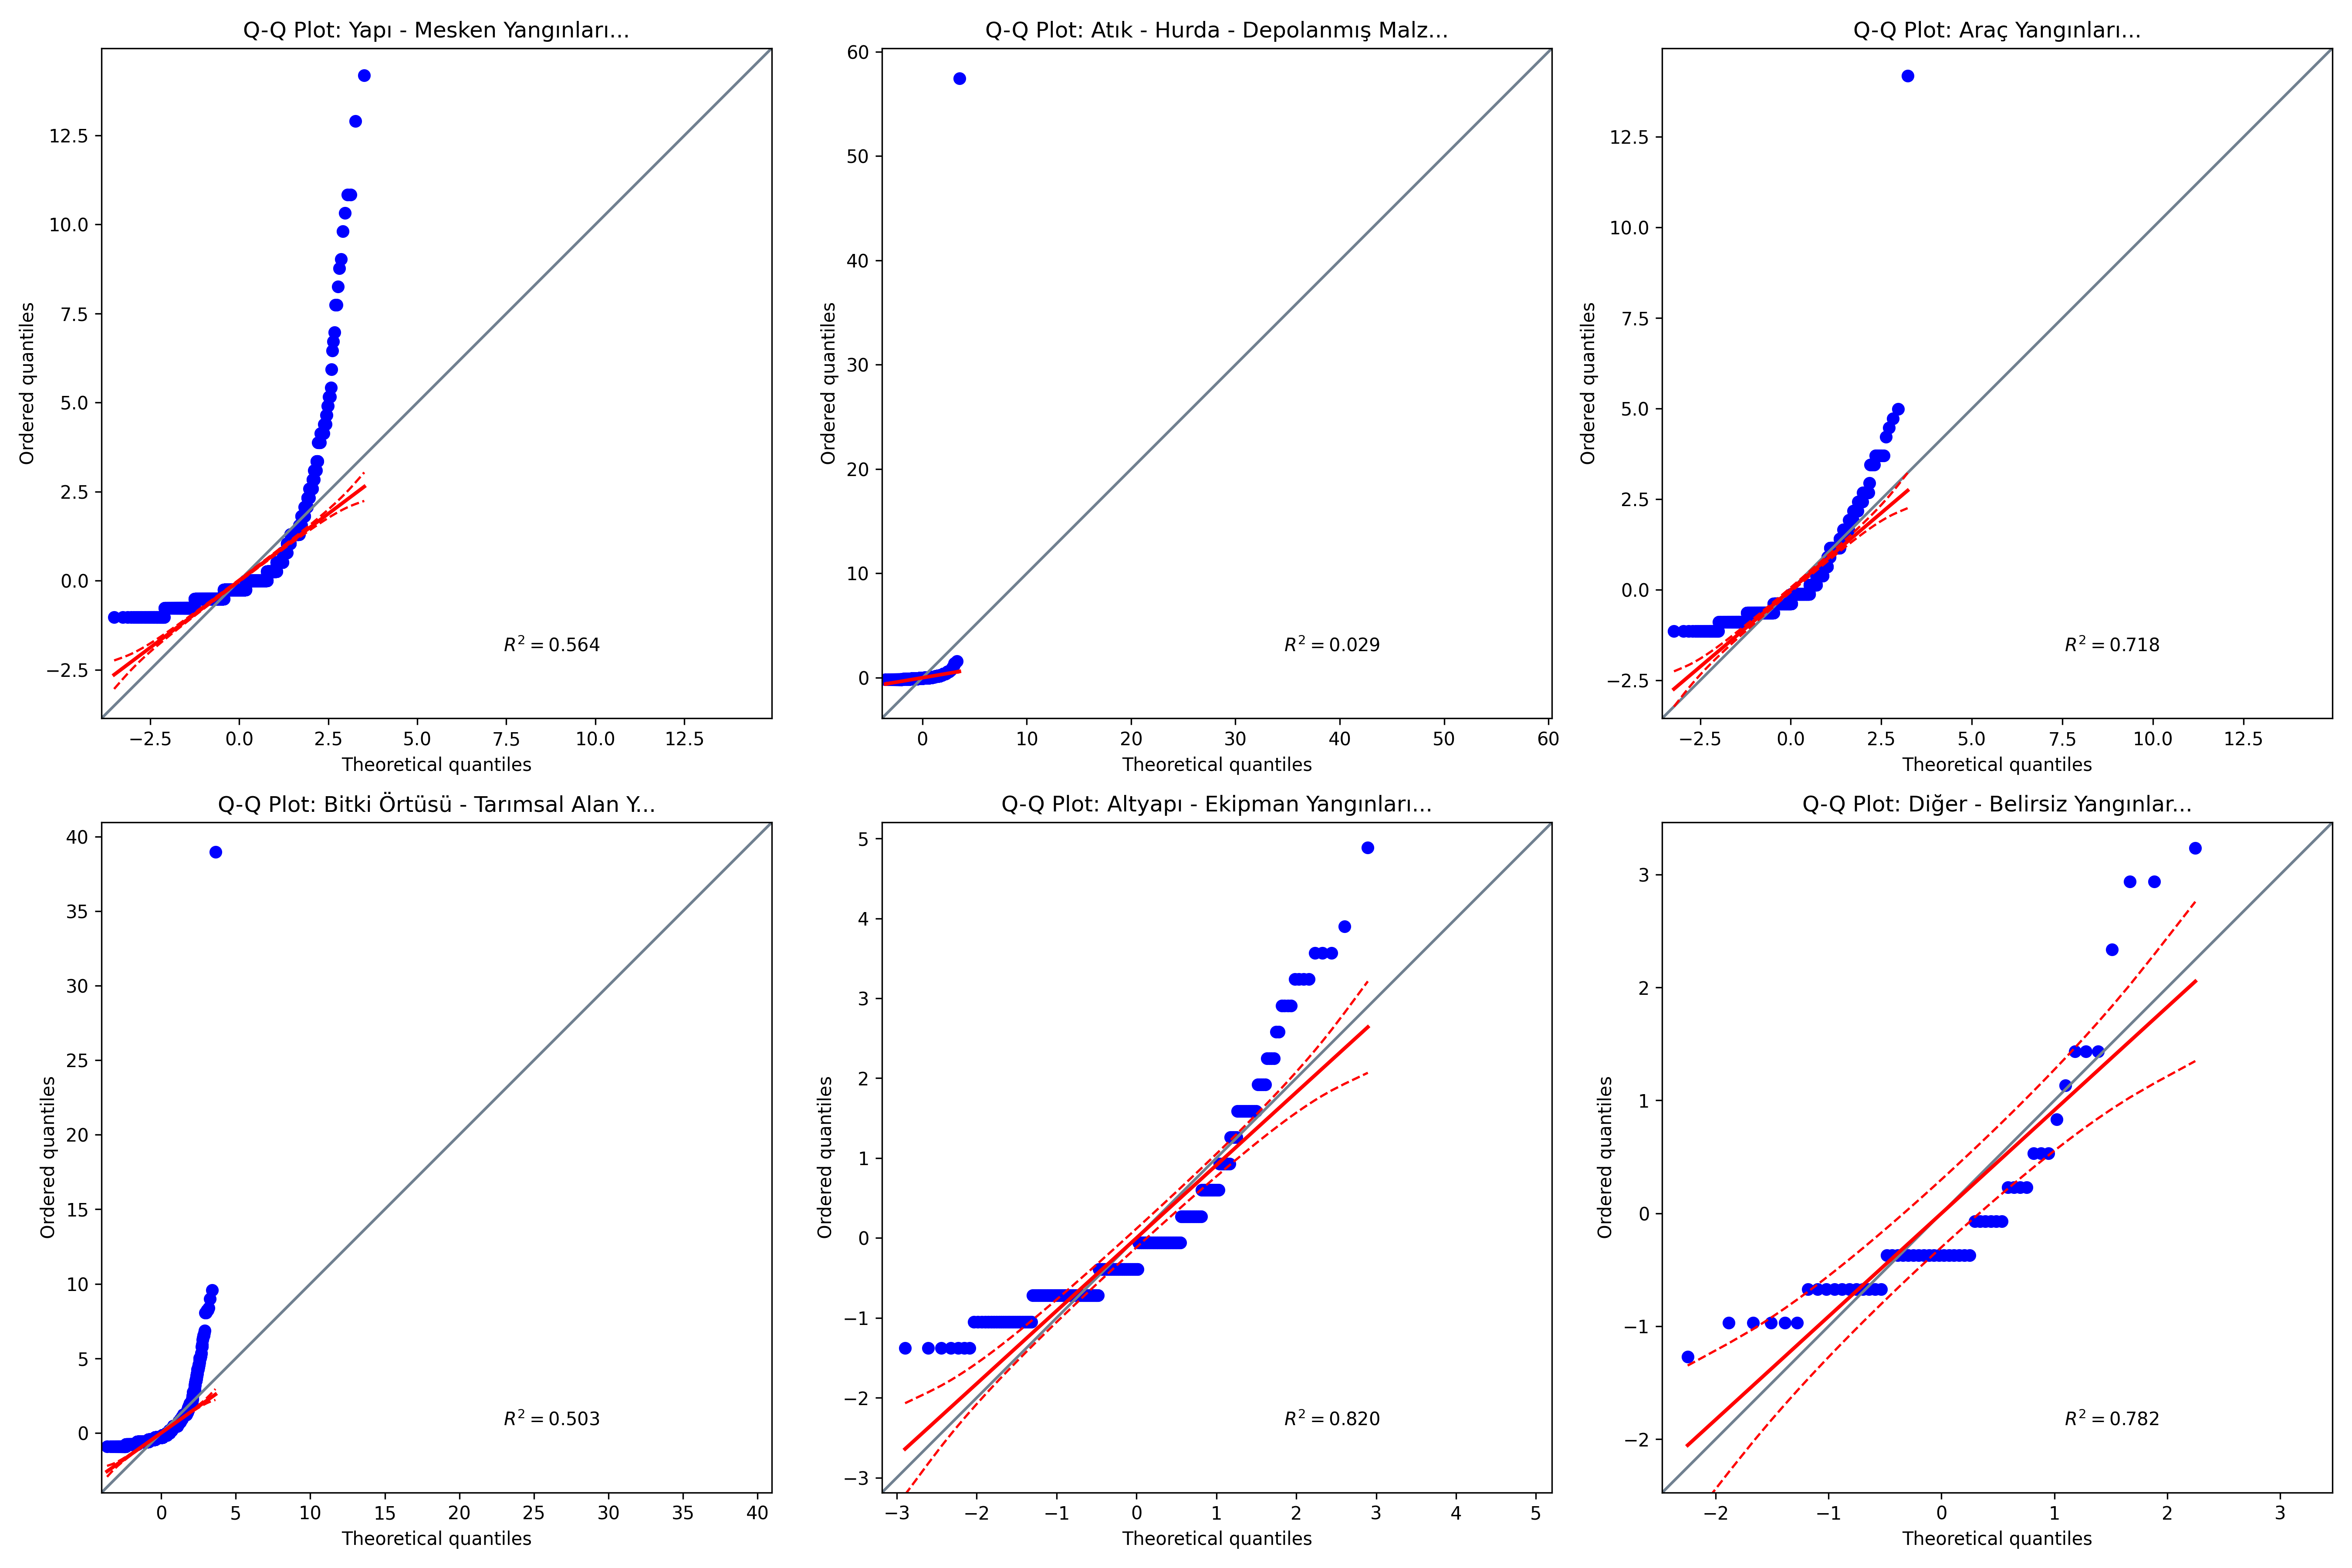 Q-Q Plot: Yapı - Mesken Yangınları...
Ordered quantiles
12.5
10.0
7.5
5.0
2.5
0.0
−2.5
R² = 0.564
−2.5 0.0 2.5 5.0 7.5 10.0 12.5
Theoretical quantiles
Q-Q Plot: Atık - Hurda - Depolanmış Malz...
Ordered quantiles
60
50
40
30
20
10
0
R² = 0.029
0 10 20 30 40 50 60
Theoretical quantiles
Q-Q Plot: Araç Yangınları...
Ordered quantiles
12.5
10.0
7.5
5.0
2.5
0.0
−2.5
R² = 0.718
−2.5 0.0 2.5 5.0 7.5 10.0 12.5
Theoretical quantiles
Q-Q Plot: Bitki Örtüsü - Tarımsal Alan Y...
Ordered quantiles
40
35
30
25
20
15
10
5
0
R² = 0.503
0 5 10 15 20 25 30 35 40
Theoretical quantiles
Q-Q Plot: Altyapı - Ekipman Yangınları...
Ordered quantiles
5
4
3
2
1
0
−1
−2
−3
R² = 0.820
−3 −2 −1 0 1 2 3 4 5
Theoretical quantiles
Q-Q Plot: Diğer - Belirsiz Yangınlar...
Ordered quantiles
3
2
1
0
−1
−2
R² = 0.782
−2 −1 0 1 2 3
Theoretical quantiles